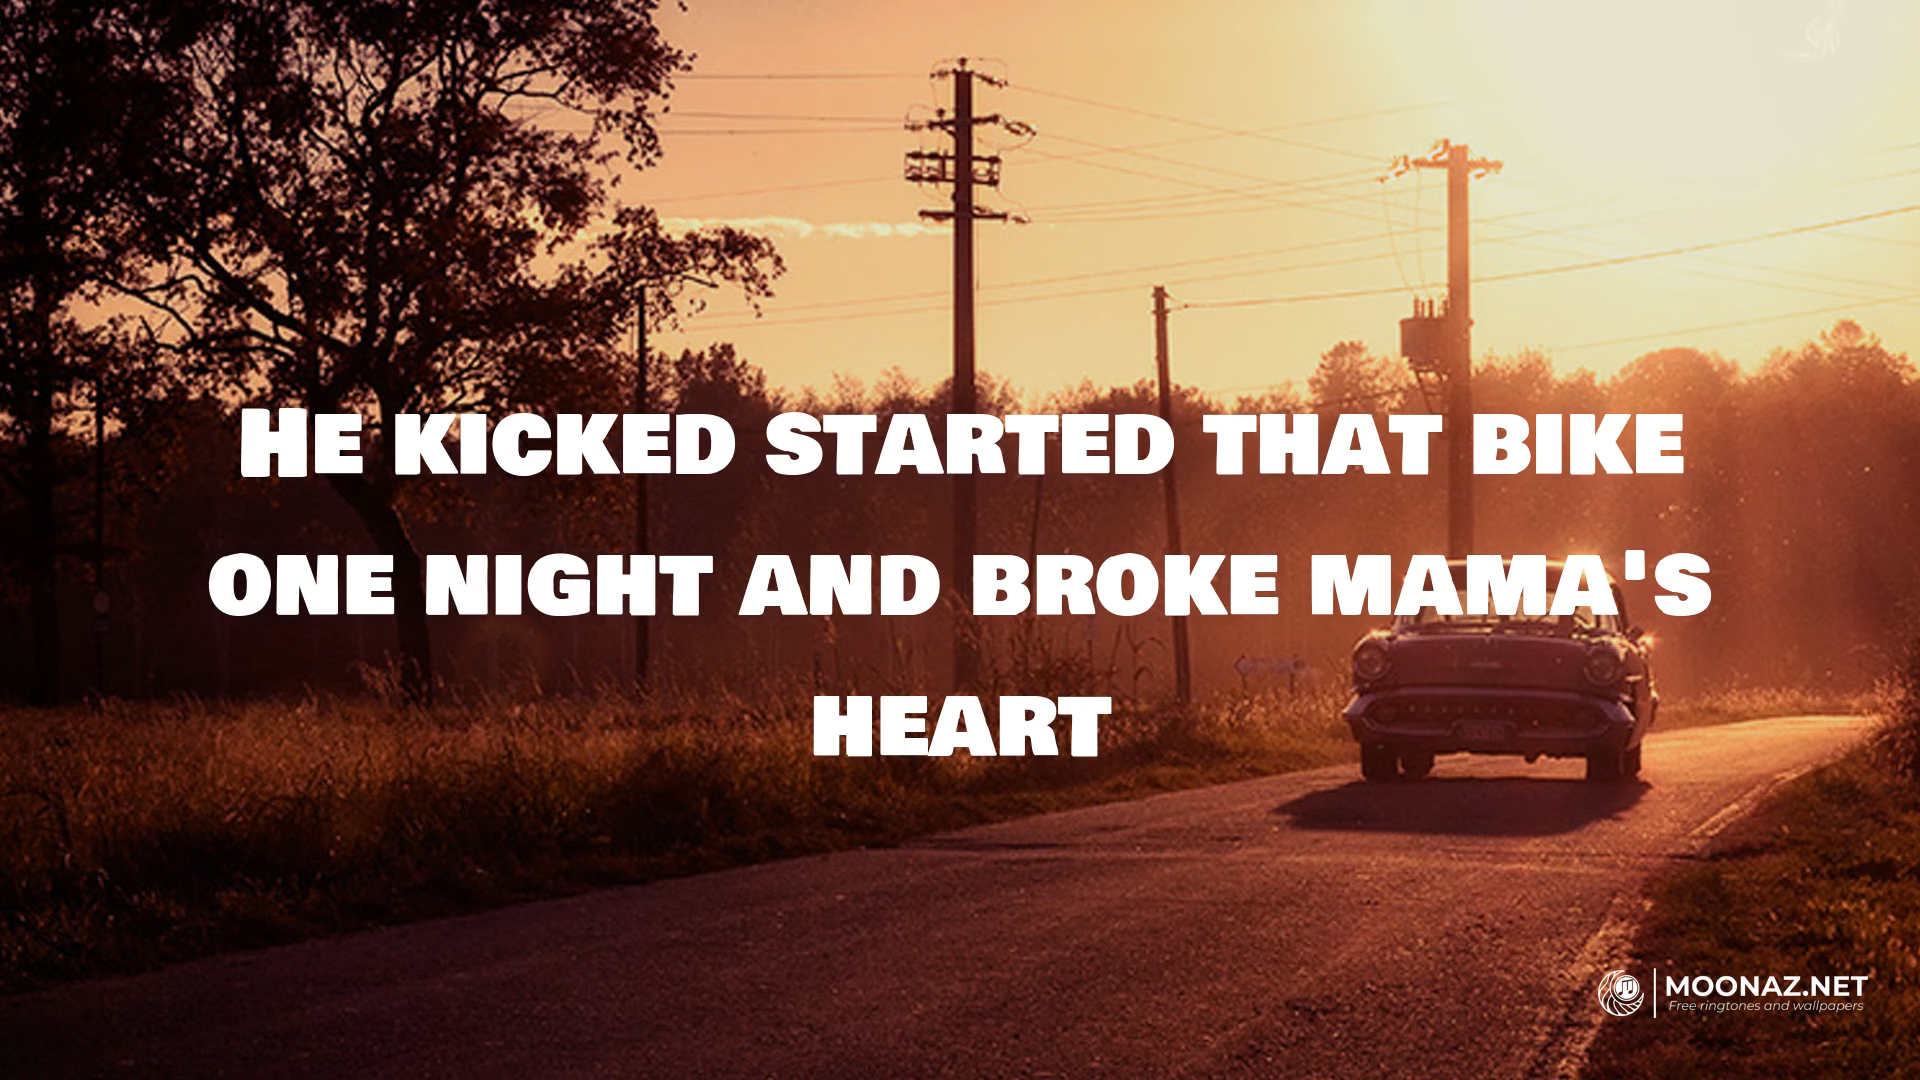 He kicked started that bike
one night and broke mama's
heart
MOONAZ.NET
Free ringtones and wallpapers